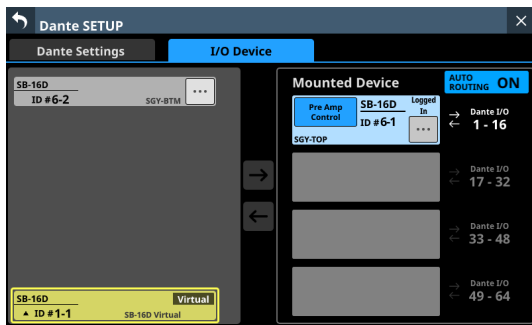 Dante SETUP
Dante Settings
I/O Device
SB-16D
ID #6-2
SGY-BTM
...
SB-16D
Virtual
▲ ID #1-1
SB-16D Virtual
Mounted Device
AUTO
ROUTING ON
Pre Amp
Control
SB-16D
ID #6-1
Logged
In
...
SGY-TOP
Dante I/O
1 - 16
Dante I/O
17 - 32
Dante I/O
33 - 48
Dante I/O
49 - 64